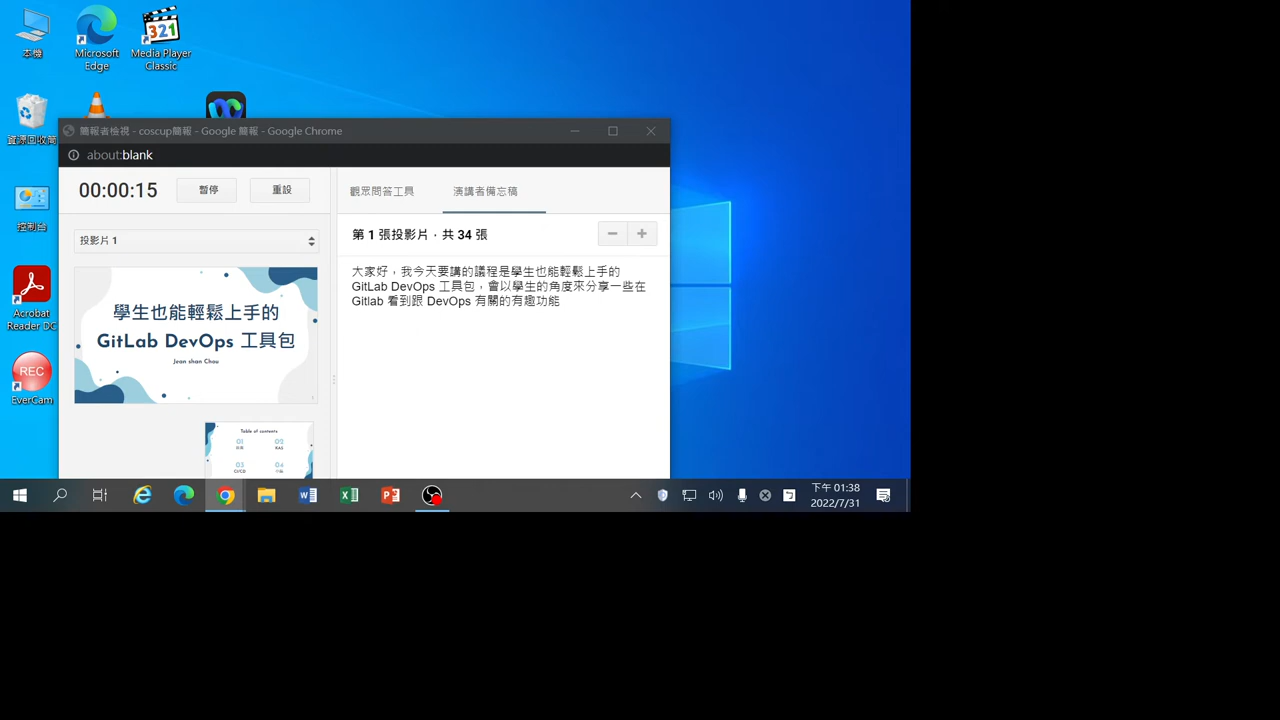 本機
Microsoft
Edge
Media Player
Classic
資源回收筒
簡報者檢視 - coscup簡報 - Google 簡報 - Google Chrome
about:blank
00:00:15
暫停
重設
觀眾問答工具
演講者備忘稿
第 1 張投影片，共 34 張
投影片 1
大家好，我今天要講的議程是學生也能輕鬆上手的
GitLab DevOps 工具包，會以學生的角度來分享一些在
Gitlab 看到跟 DevOps 有關的有趣功能
控制台
Acrobat
Reader DC
REC
EverCam
學生也能輕鬆上手的
GitLab DevOps 工具包
Jean shan Chou
Table of contents
01
02
03
04
CI/CD
下午 01:38
2022/7/31